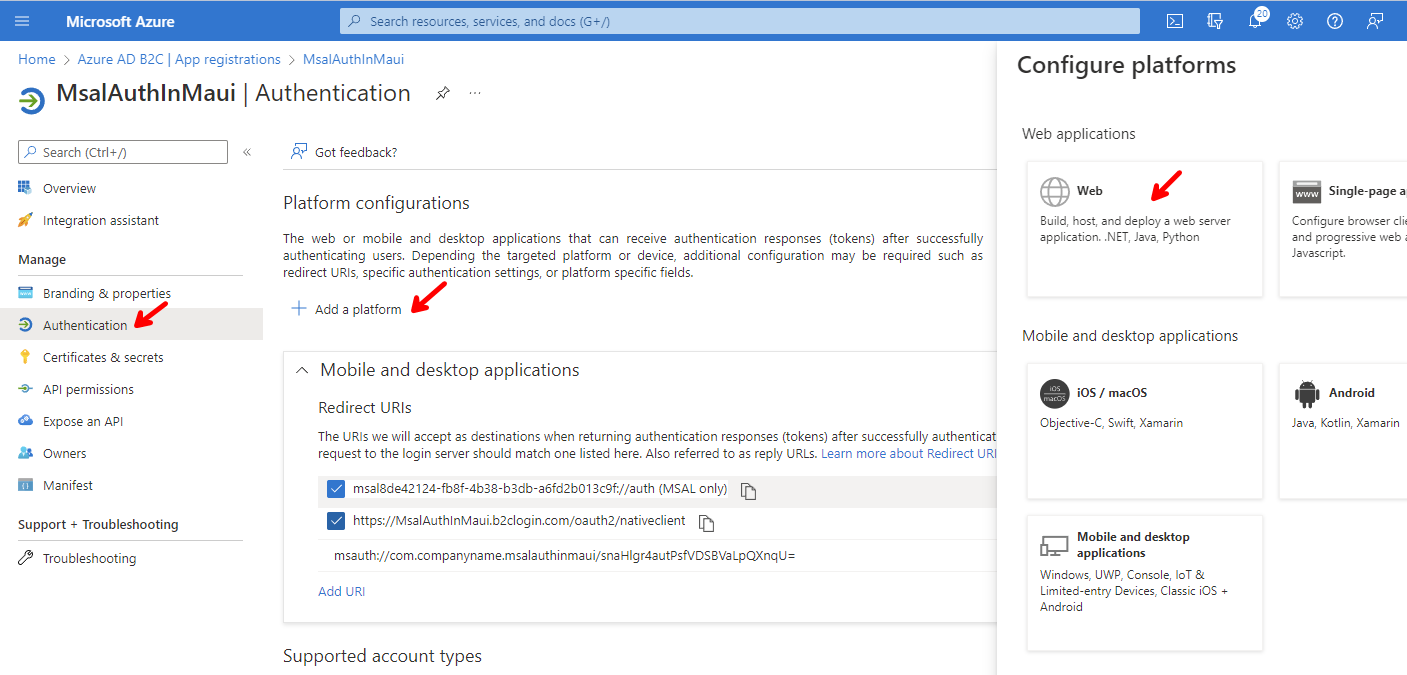 Microsoft Azure
Search resources, services, and docs (G+/)
20
Home > Azure AD B2C | App registrations > MsalAuthInMaui
MsalAuthInMaui | Authentication
...
Search (Ctrl+/)
«
Overview
Integration assistant
Manage
Branding & properties
Authentication
Certificates & secrets
API permissions
Expose an API
Owners
Manifest
Support + Troubleshooting
Troubleshooting
Got feedback?
Platform configurations
The web or mobile and desktop applications that can receive authentication responses (tokens) after successfully
authenticating users. Depending the targeted platform or device, additional configuration may be required such as
redirect URIs, specific authentication settings, or platform specific fields.
Add a platform
Mobile and desktop applications
Redirect URIs
The URIs we will accept as destinations when returning authentication responses (tokens) after successfully authenticat
request to the login server should match one listed here. Also referred to as reply URLs. Learn more about Redirect URI
msal8de42124-fb8f-4b38-b3db-a6fd2b013c9f://auth (MSAL only)
https://MsalAuthInMaui.b2clogin.com/oauth2/nativeclient
msauth://com.companyname.msalauthinmaui/snaHlgr4autPsfVDSBVaLpQXnqU=
Add URI
Supported account types
Configure platforms
Web applications
Web
Build, host, and deploy a web server
application. .NET, Java, Python
www
Single-page a
Configure browser clie
and progressive web a
Javascript.
Mobile and desktop applications
iOS
macOS
iOS / macOS
Objective-C, Swift, Xamarin
Android
Java, Kotlin, Xamarin
Mobile and desktop
applications
Windows, UWP, Console, IoT &
Limited-entry Devices, Classic iOS +
Android